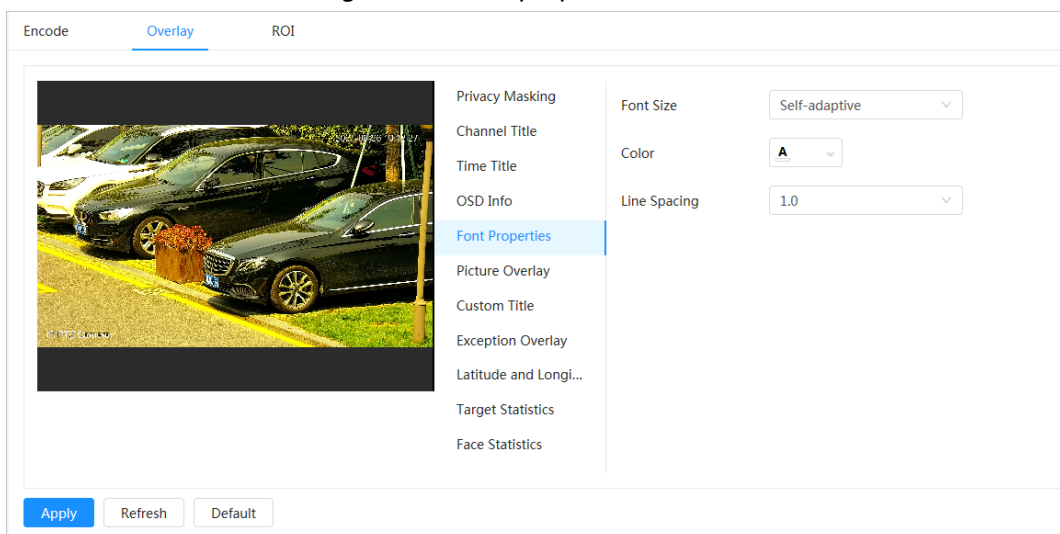 Encode Overlay ROI
Privacy Masking
Channel Title
Time Title
OSD Info
Font Properties
Picture Overlay
Custom Title
Exception Overlay
Latitude and Longi...
Target Statistics
Face Statistics
Font Size Self-adaptive
Color A
Line Spacing 1.0
Apply Refresh Default